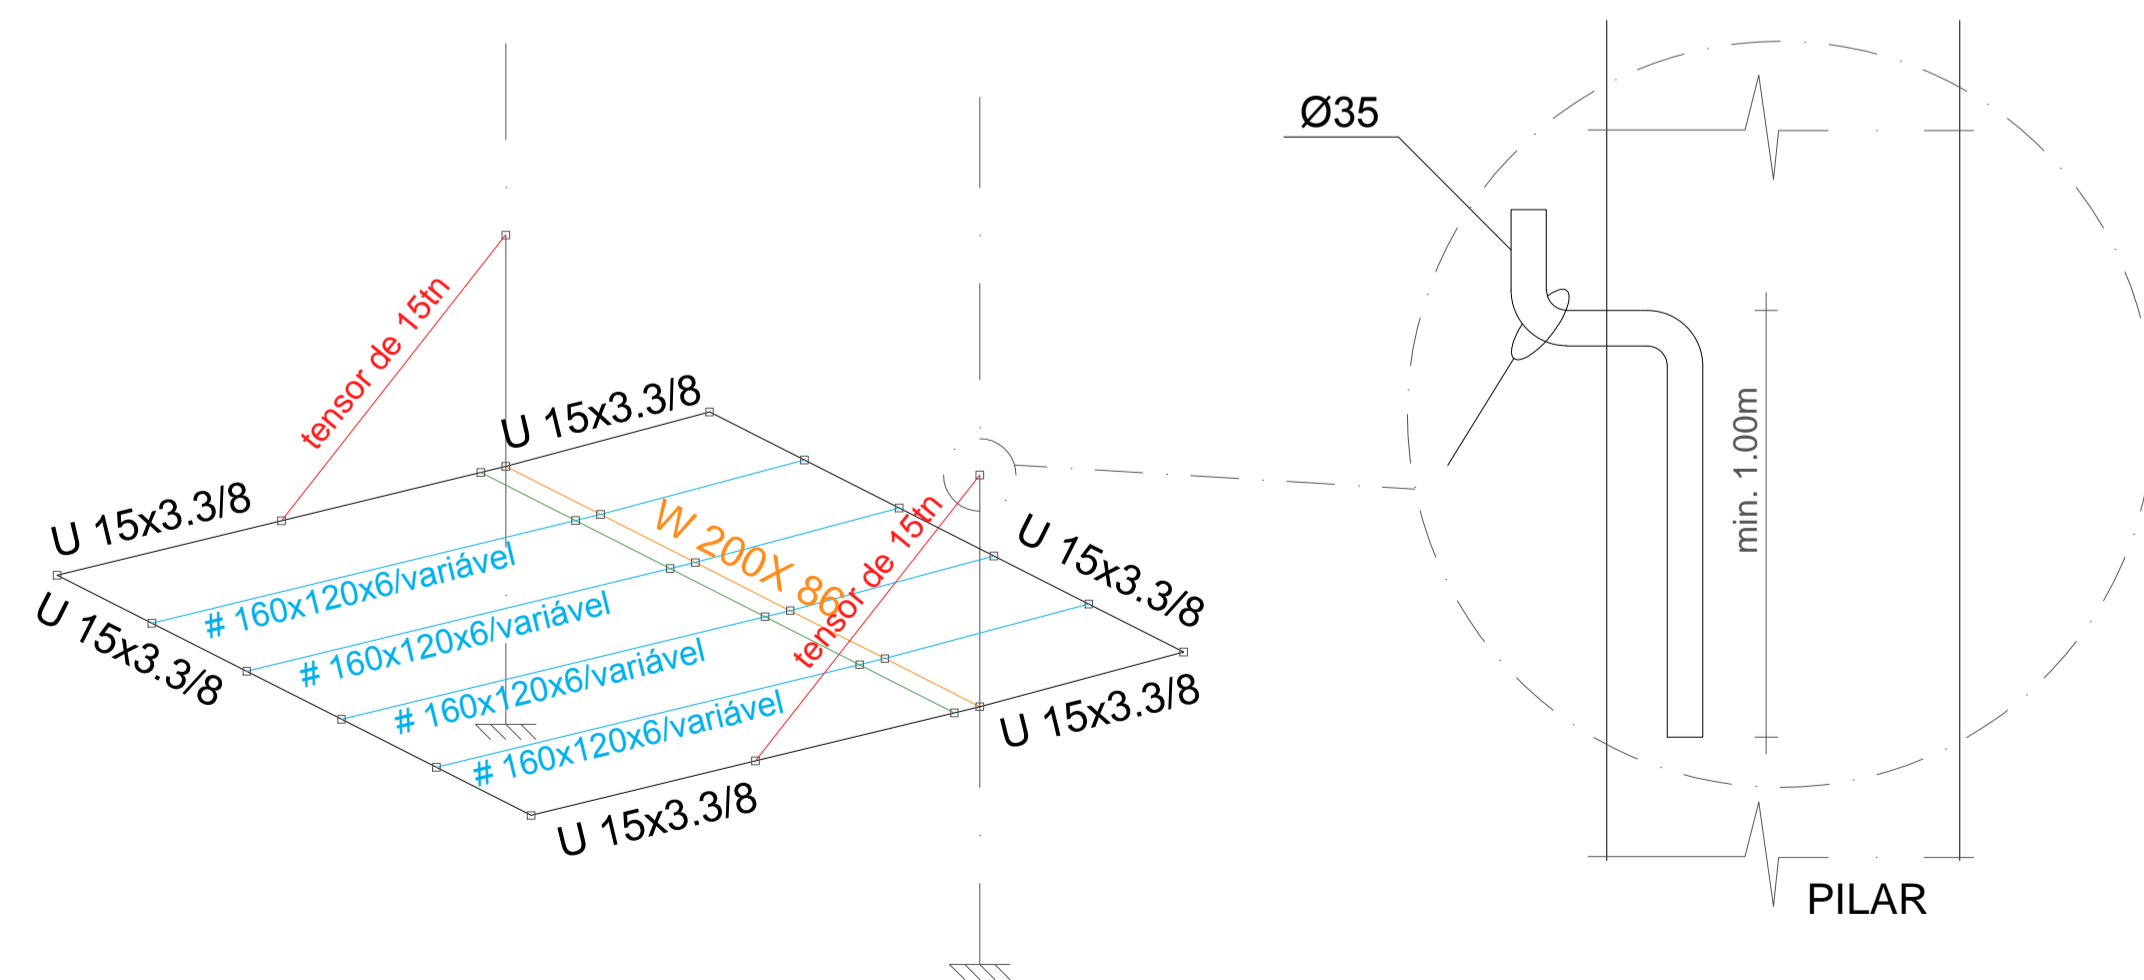 Ø35
tensor de 15tn
U 15x3.3/8
U 15x3.3/8
W 200X 86
tensor de 15tn
U 15x3.3/8
# 160x120x6/variável
# 160x120x6/variável
# 160x120x6/variável
# 160x120x6/variável
U 15x3.3/8
U 15x3.3/8
U 15x3.3/8
min. 1.00m
PILAR